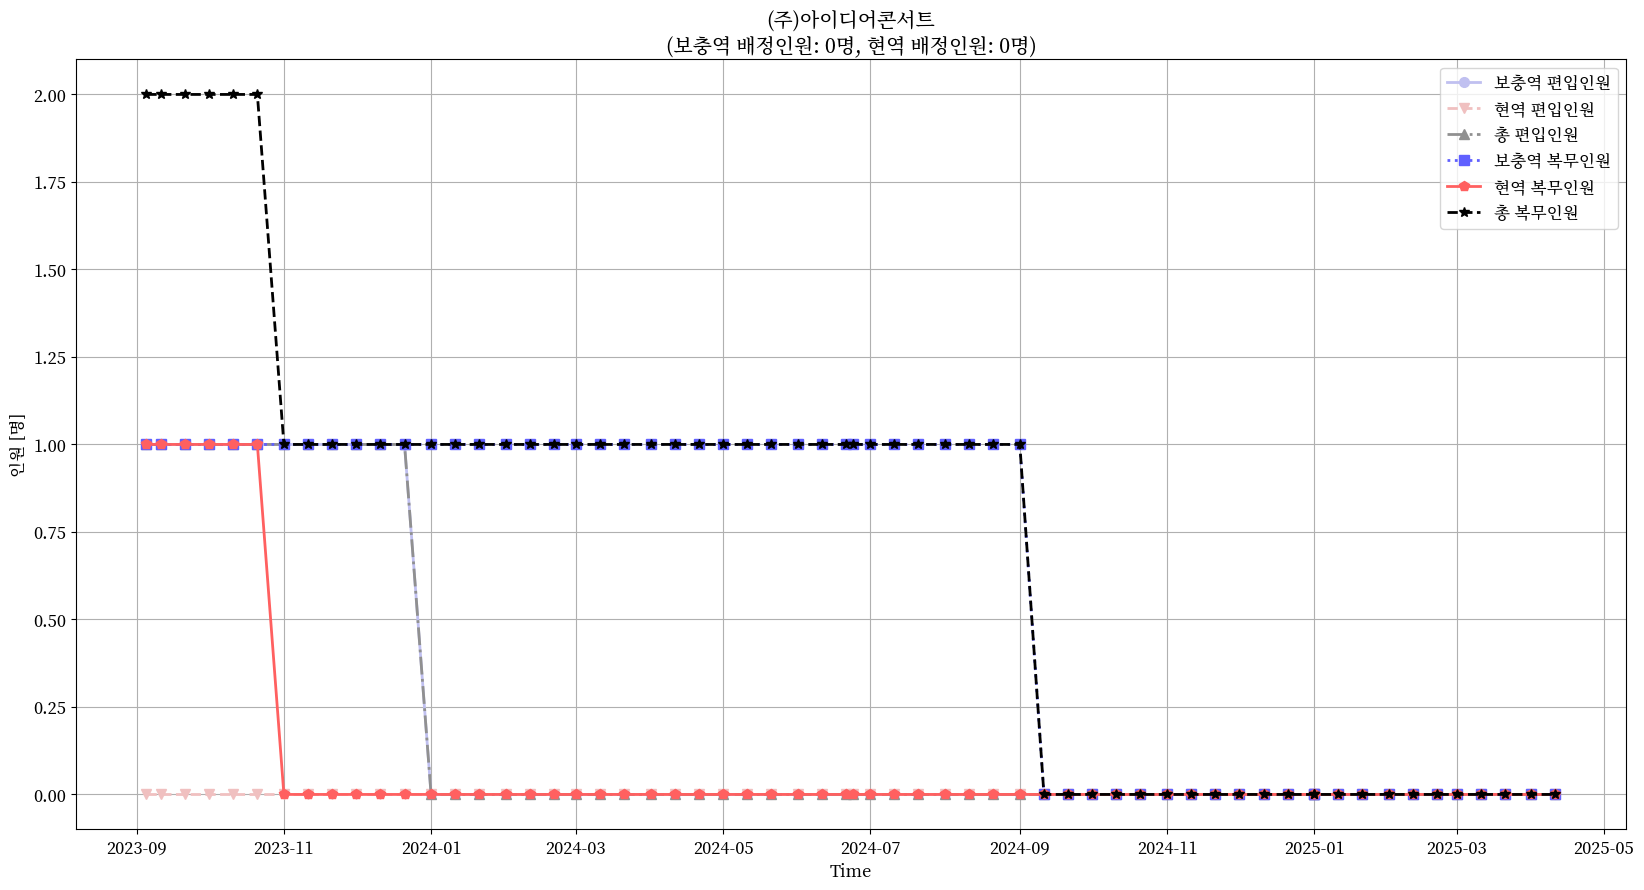 (주)아이디어콘서트
(보충역 배정인원: 0명, 현역 배정인원: 0명)
보충역 편입인원
현역 편입인원
총 편입인원
보충역 복무인원
현역 복무인원
총 복무인원
인원 [명]
2.00
1.75
1.50
1.25
1.00
0.75
0.50
0.25
0.00
2023-09 2023-11 2024-01 2024-03 2024-05 2024-07 2024-09 2024-11 2025-01 2025-03 2025-05
Time